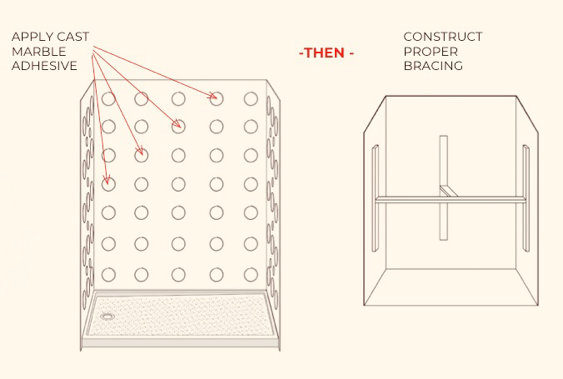 APPLY CAST
MARBLE
ADHESIVE
-THEN -
CONSTRUCT
PROPER
BRACING